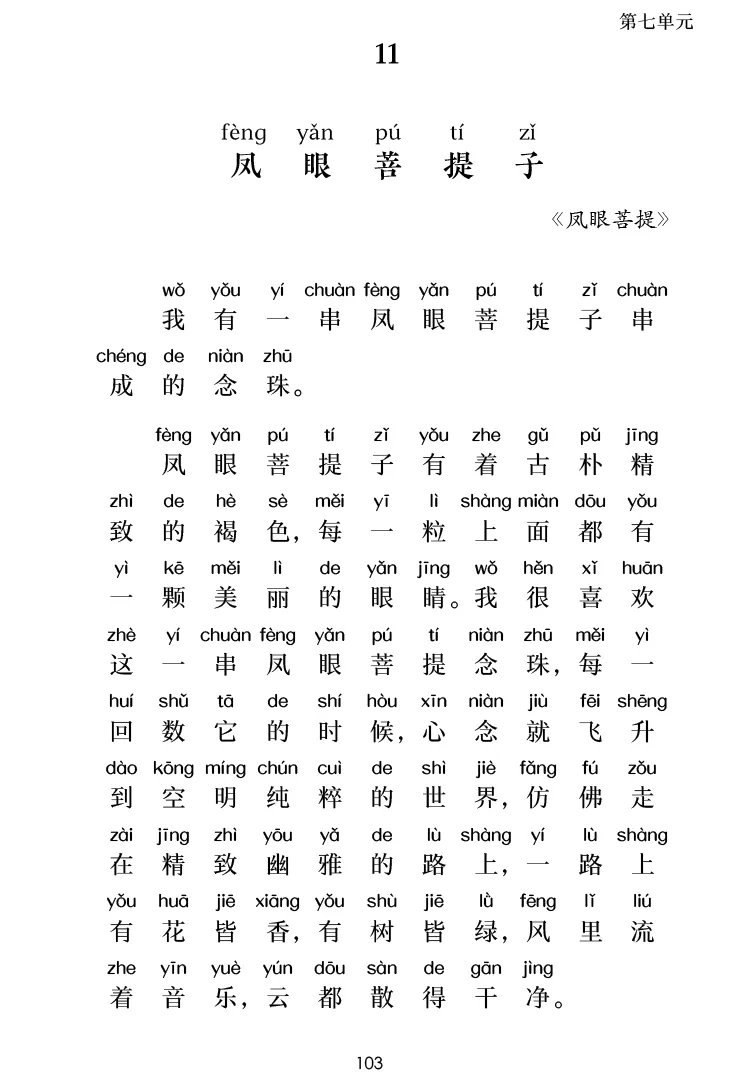 第七单元
11
fèng yǎn pú tí zǐ
凤眼菩提子
《凤眼菩提》
wǒ yǒu yí chuàn fèng yǎn pú tí zǐ chuàn
我有一串凤眼菩提子串
chéng de niàn zhū
成的念珠。
fèng yǎn pú tí zǐ yǒu zhe gǔ pǔ jīng
凤眼菩提子有着古朴精
zhì de hè sè měi yī lì shàng miàn dōu yǒu
致的褐色，每一粒上面都有
yì kē měi lì de yǎn jīng wǒ hěn xǐ huān
一颗美丽的眼睛。我很喜欢
zhè yí chuàn fèng yǎn pú tí niàn zhū měi yì
这一串凤眼菩提念珠，每一
huí shǔ tā de shí hòu xīn niàn jiù fēi shēng
回数它的时候，心念就飞升
dào kōng míng chún cuì de shì jiè fǎng fú zǒu
到空明纯粹的世界，仿佛走
zài jīng zhì yōu yǎ de lù shàng yí lù shàng
在精致幽雅的路上，一路上
yǒu huā jiē xiāng yǒu shù jiē lǜ fēng lǐ liú
有花皆香，有树皆绿，风里流
zhe yīn yuè yún dōu sàn de gān jìng
着音乐，云都散得干净。
103